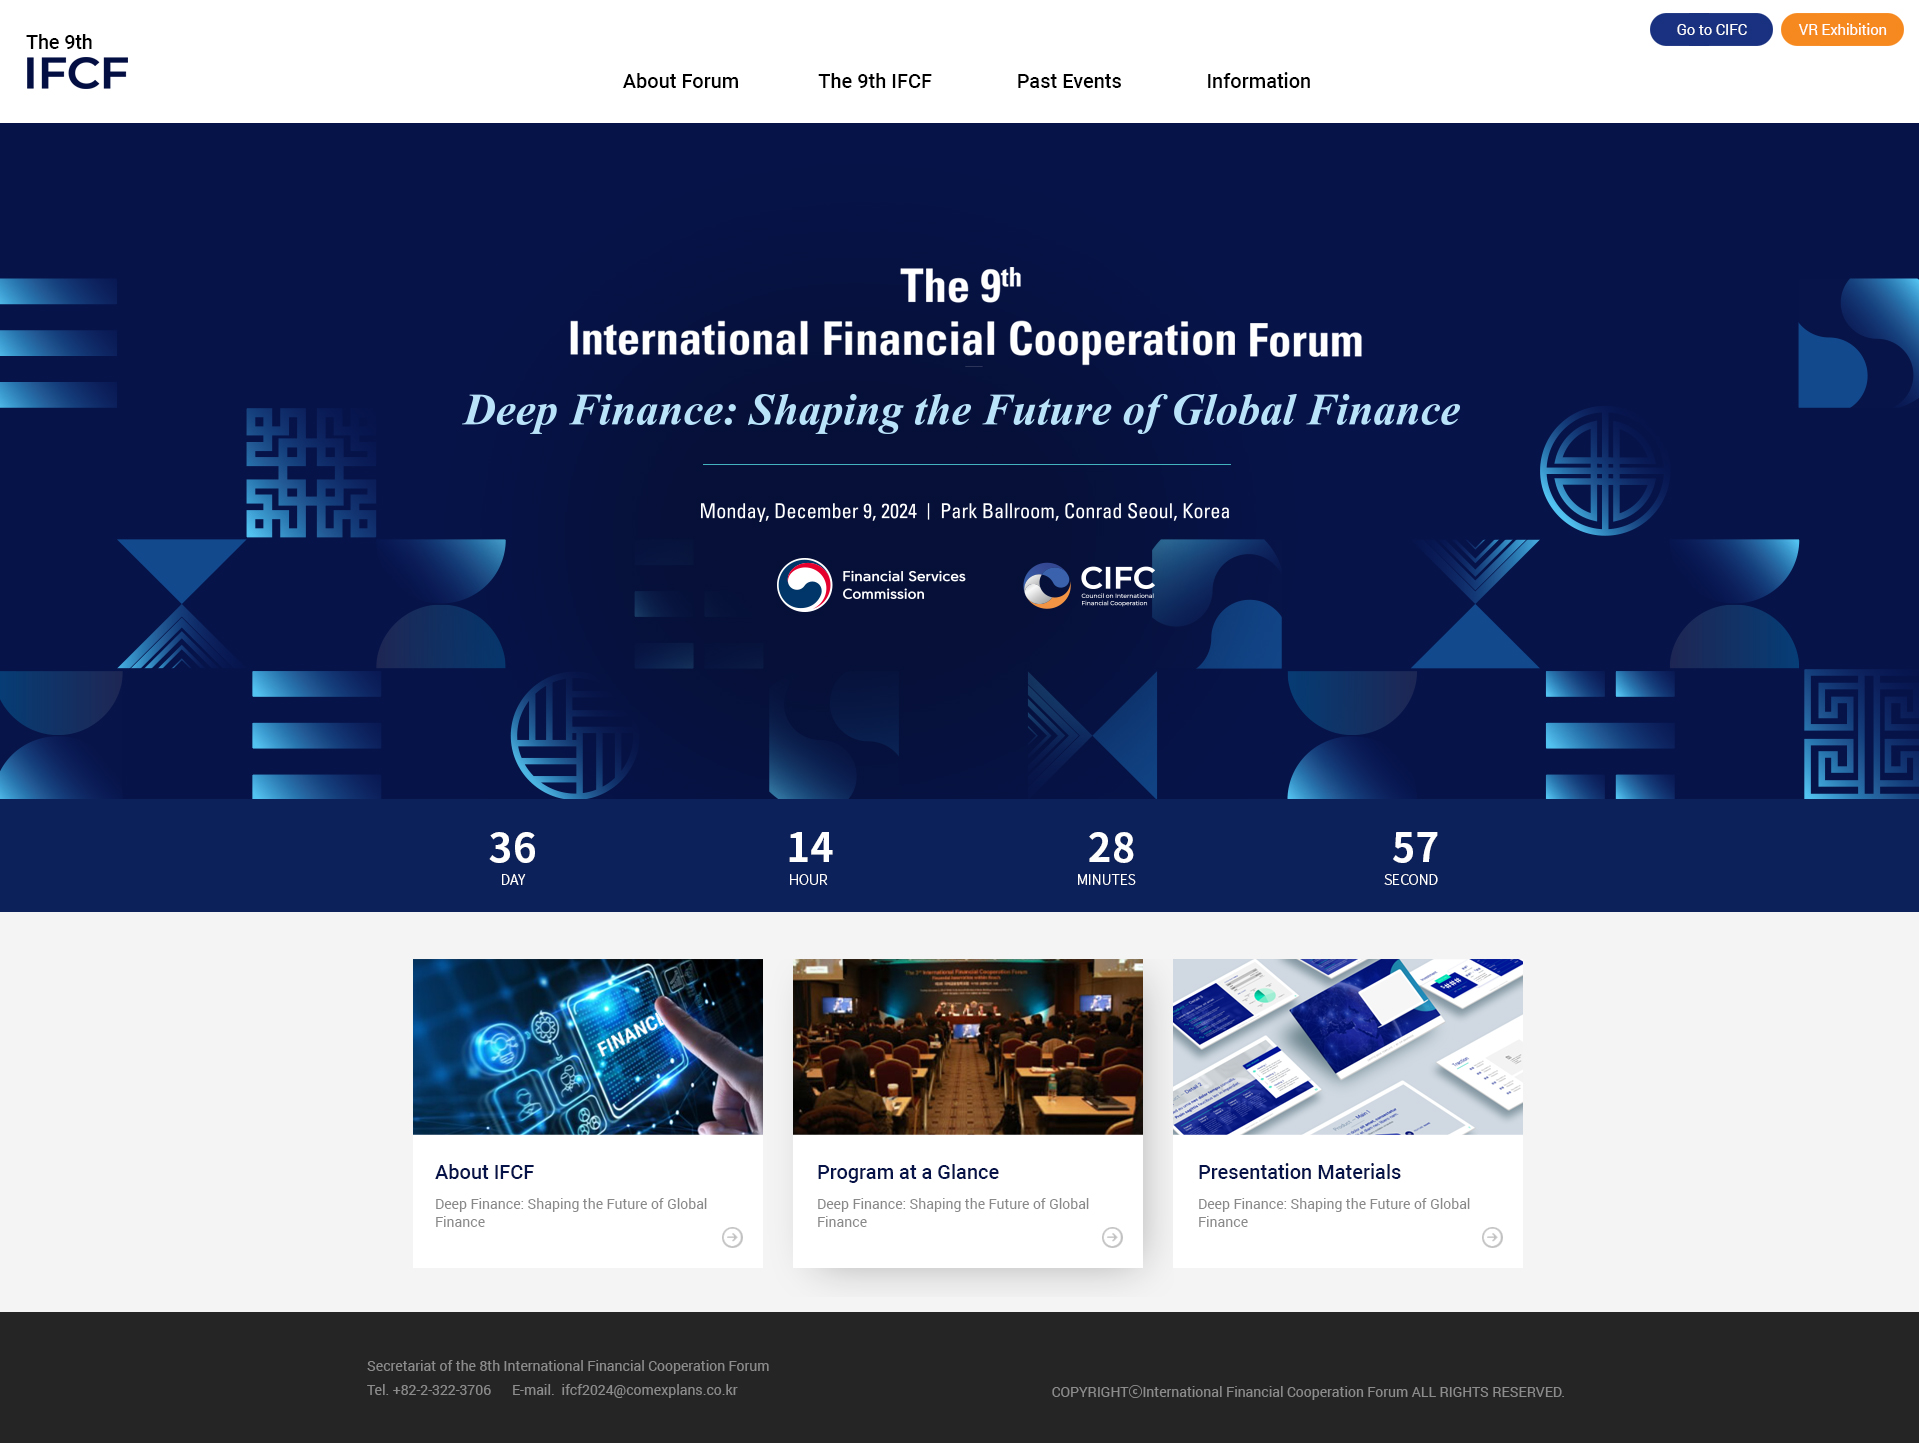 The 9th
IFCF
Go to CIFC
VR Exhibition
About Forum
The 9th IFCF
Past Events
Information
The 9th
International Financial Cooperation Forum
Deep Finance: Shaping the Future of Global Finance
Monday, December 9, 2024 | Park Ballroom, Conrad Seoul, Korea
Financial Services
Commission
CIFC
Council on International
Financial Cooperation
36
DAY
14
HOUR
28
MINUTES
57
SECOND
FINANCE
International Financial Cooperation Forum
About IFCF
Deep Finance: Shaping the Future of Global
Finance
Program at a Glance
Deep Finance: Shaping the Future of Global
Finance
Presentation Materials
Deep Finance: Shaping the Future of Global
Finance
Secretariat of the 8th International Financial Cooperation Forum
Tel. +82-2-322-3706 E-mail. ifcf2024@comexplans.co.kr
COPYRIGHTⓒInternational Financial Cooperation Forum ALL RIGHTS RESERVED.